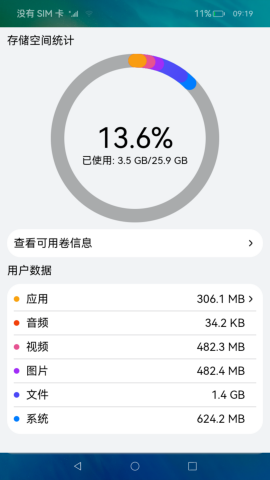 没有 SIM 卡 11% 09:19
存储空间统计
13.6%
已使用: 3.5 GB/25.9 GB
查看可用卷信息
用户数据
应用 306.1 MB
音频 34.2 KB
视频 482.3 MB
图片 482.4 MB
文件 1.4 GB
系统 624.2 MB